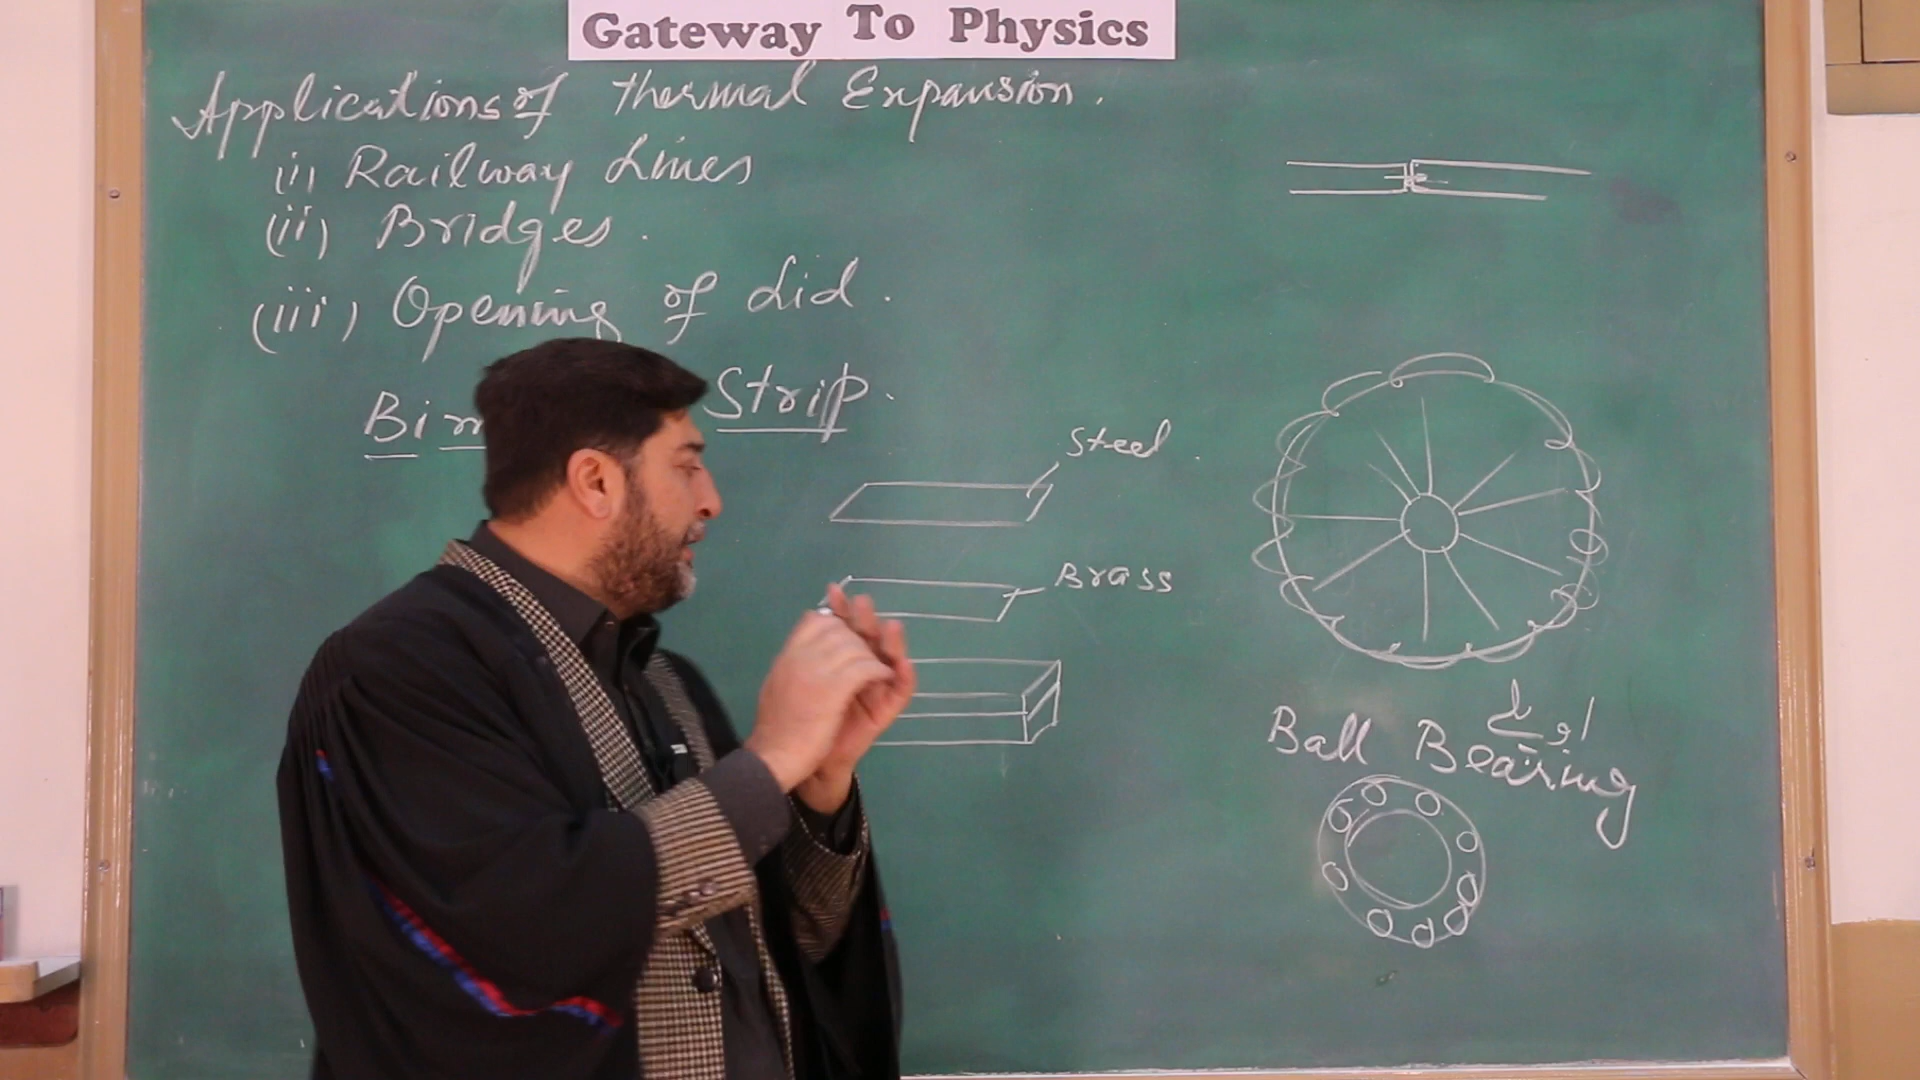 Gateway To Physics
Applications of thermal Expansion.
(i) Railway Lines
(ii) Bridges.
(iii) Opening of Lid.
Strip.
Steel.
Brass
Ball Bearing